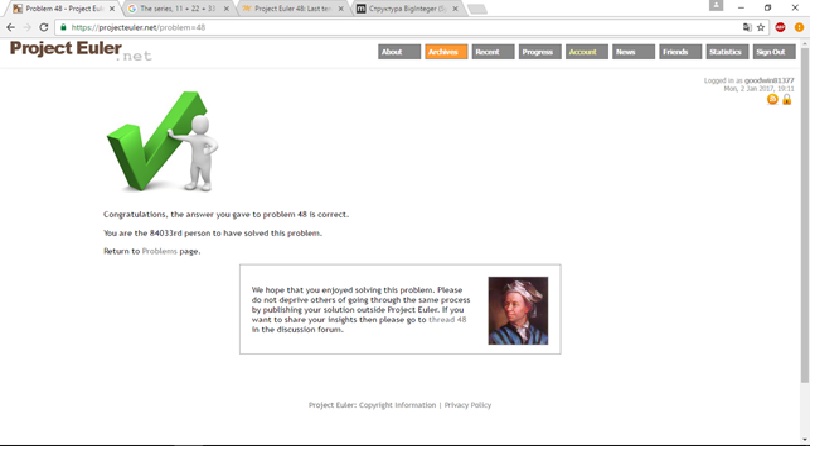 Problem 48 - Project Eul
The series, 11 + 22 + 33
Project Euler 48: Last te
Структура BigInteger (
https://projecteuler.net/problem=48
Project Euler
.net
About
Archives
Recent
Progress
Account
News
Friends
Statistics
Sign Out
Logged in as goodwin81377
Mon, 2 Jan 2017, 19:11
Congratulations, the answer you gave to problem 48 is correct.
You are the 84033rd person to have solved this problem.
Return to Problems page.
We hope that you enjoyed solving this problem. Please
do not deprive others of going through the same process
by publishing your solution outside Project Euler. If you
want to share your insights then please go to thread 48
in the discussion forum.
Project Euler: Copyright Information | Privacy Policy